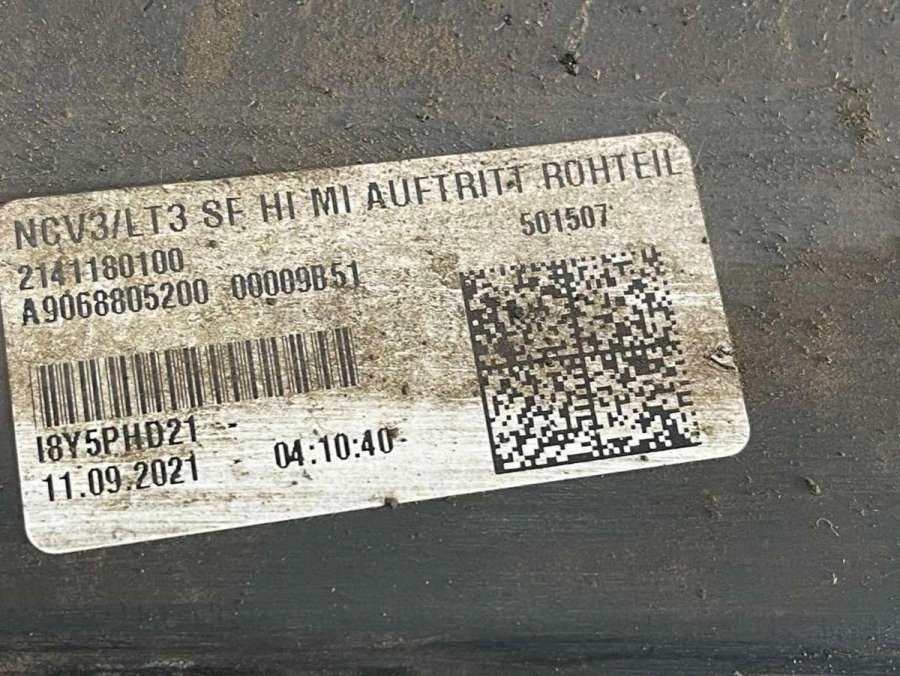 NCV3/LT3 SF HI MI AUFTRITT ROHTEIL
501507
2141180100
A9068805200 00009B51
I8Y5PHD21 -
11.09.2021 - 04:10:40-